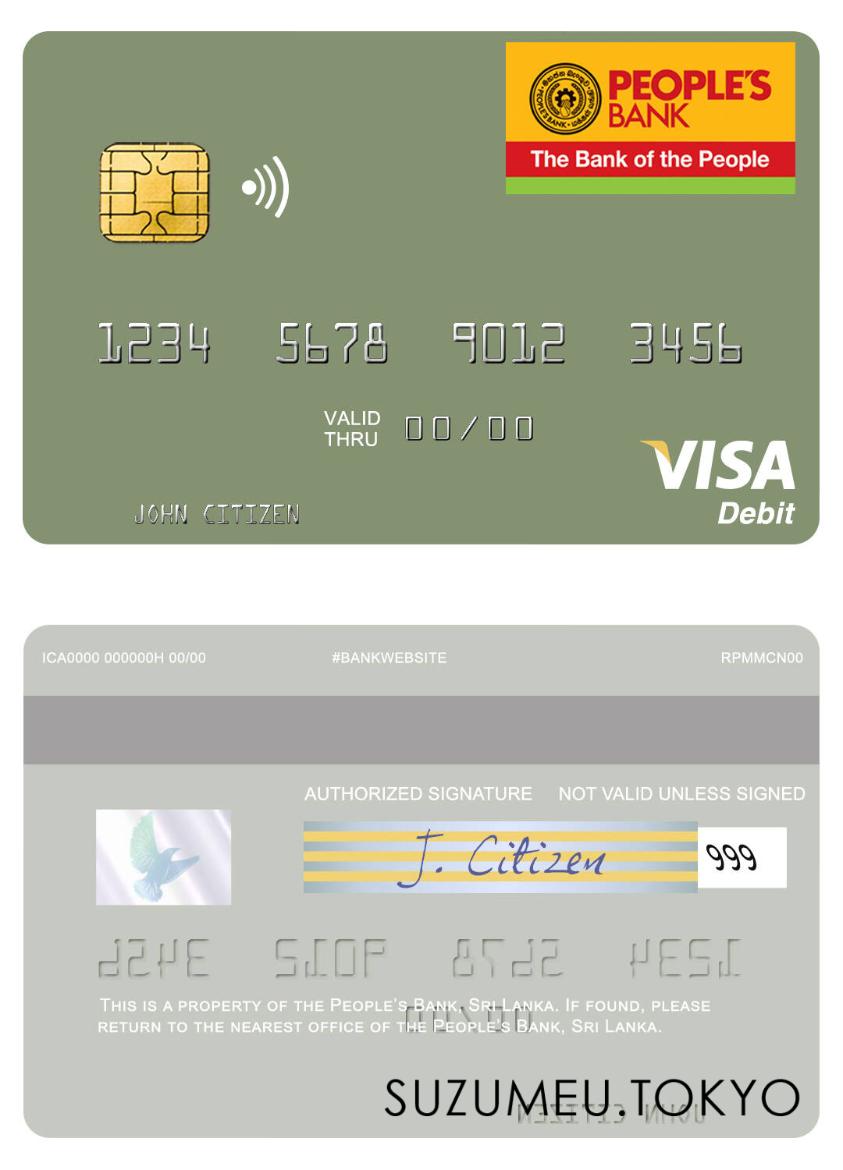 PEOPLE'S
BANK
The Bank of the People
1234 5678 9012 3456
VALID
THRU 00/00
VISA
Debit
JOHN CITIZEN
ICA0000 000000H 00/00 #BANKWEBSITE RPMMCN00
AUTHORIZED SIGNATURE NOT VALID UNLESS SIGNED
J. Citizen 999
THIS IS A PROPERTY OF THE PEOPLE'S BANK, SRI LANKA. IF FOUND, PLEASE
RETURN TO THE NEAREST OFFICE OF THE PEOPLE'S BANK, SRI LANKA.
SUZUMEU.TOKYO